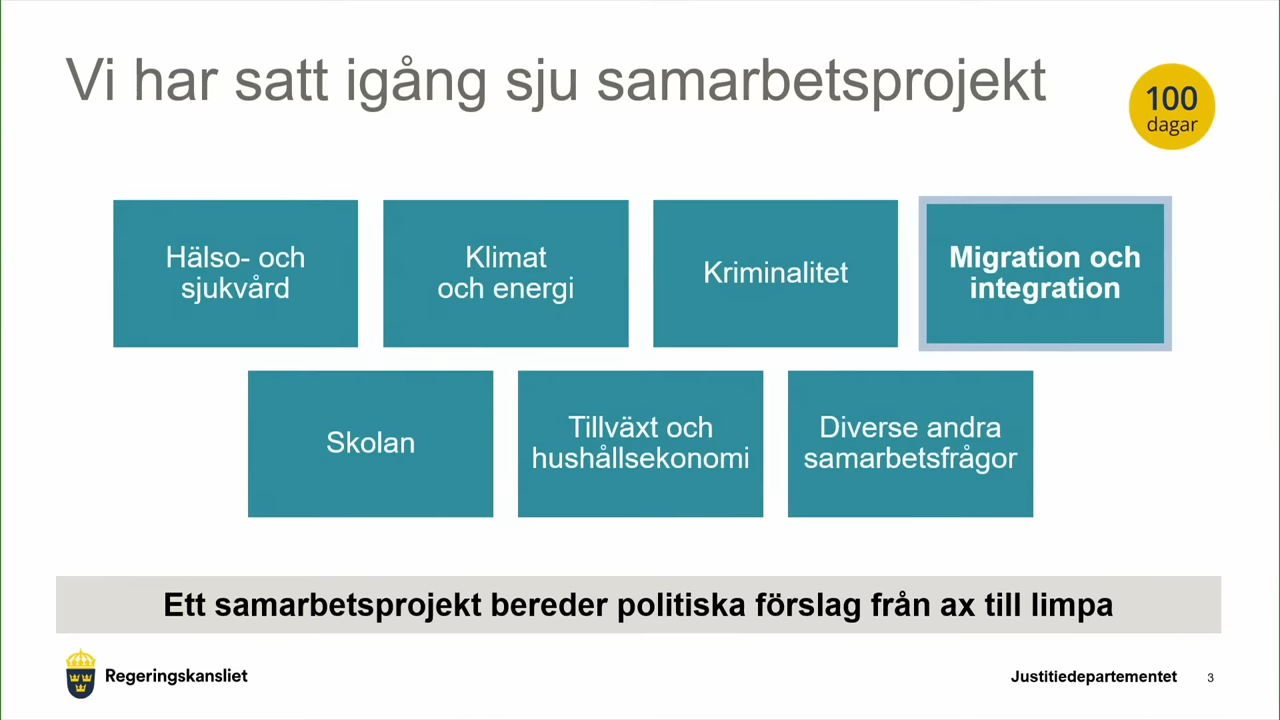 Vi har satt igång sju samarbetsprojekt
100
dagar
Hälso- och
sjukvård
Klimat
och energi
Kriminalitet
Migration och
integration
Skolan
Tillväxt och
hushållsekonomi
Diverse andra
samarbetsfrågor
Ett samarbetsprojekt bereder politiska förslag från ax till limpa
Regeringskansliet
Justitiedepartementet 3